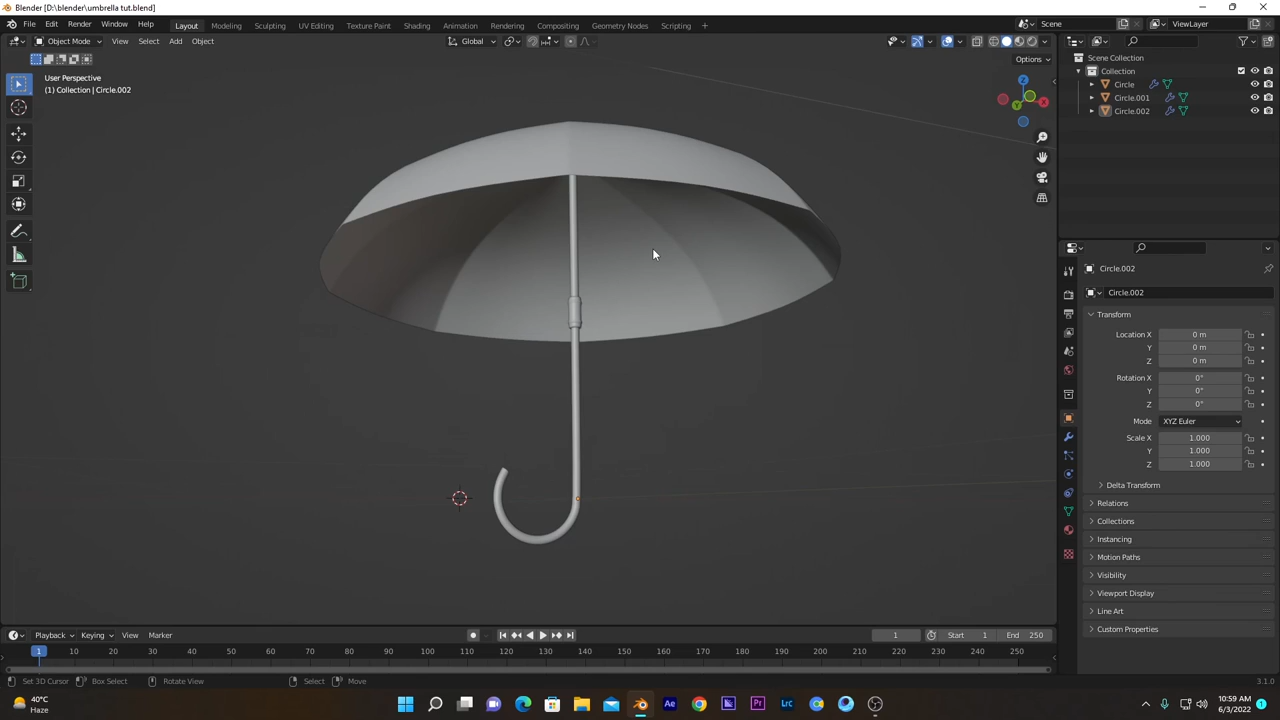 Blender [D:\blender\umbrella tut.blend]
File Edit Render Window Help Layout Modeling Sculpting UV Editing Texture Paint Shading Animation Rendering Compositing Geometry Nodes Scripting + Scene ViewLayer
Object Mode View Select Add Object Global
Options
User Perspective
(1) Collection | Circle.002
Z
X
Y
Scene Collection
Collection
Circle
Circle.001
Circle.002
Circle.002
Circle.002
Transform
Location X 0 m
Y 0 m
Z 0 m
Rotation X 0°
Y 0°
Z 0°
Mode XYZ Euler
Scale X 1.000
Y 1.000
Z 1.000
Delta Transform
Relations
Collections
Instancing
Motion Paths
Visibility
Viewport Display
Line Art
Custom Properties
Playback Keying View Marker 1 Start 1 End 250
1 10 20 30 40 50 60 70 80 90 100 110 120 130 140 150 160 170 180 190 200 210 220 230 240 250
Set 3D Cursor Box Select Rotate View Select Move 3.1.0
40°C
Haze
Ae
Pr
Lrc
10:59 AM
6/3/2022